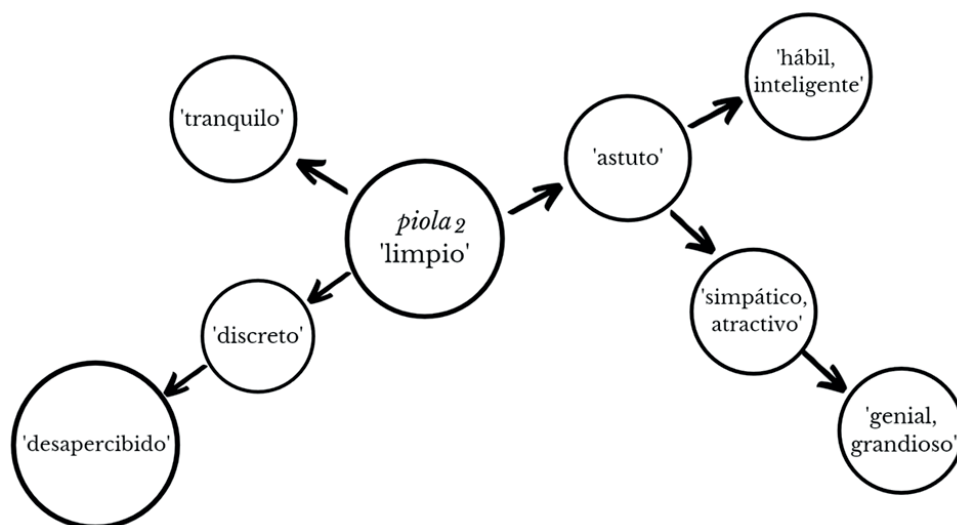 'hábil,
inteligente'
'tranquilo'
'astuto'
piola 2
'limpio'
'simpático,
atractivo'
'discreto'
'genial,
grandioso'
'desapercibido'